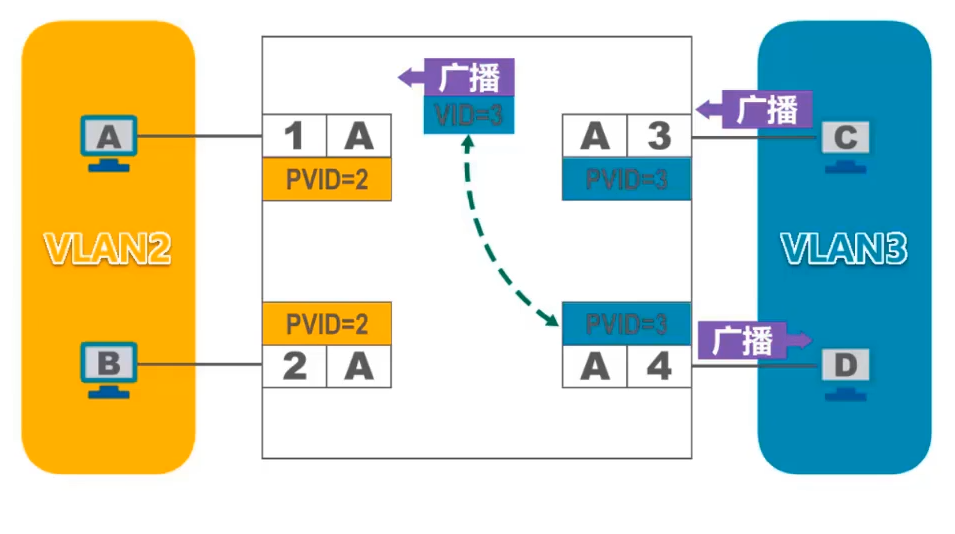 广播
VID=3
广播
A
1 A
PVID=2
A 3
PVID=3
C
VLAN2
VLAN3
PVID=2
2 A
B
PVID=3
A 4
广播
D